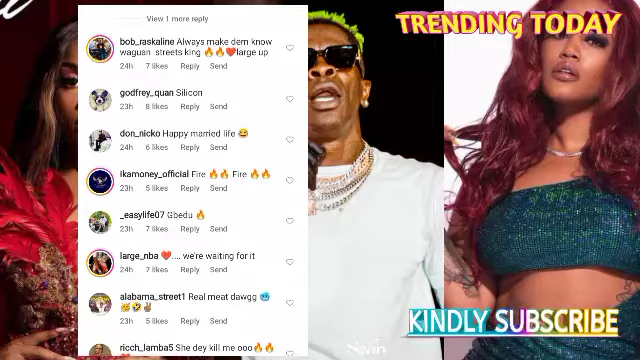 View 1 more reply
bob_raskaline Always make dem know
waguan streets king 🔥🔥❤️large up
24h 7 likes Reply Send
godfrey_quan Silicon
23h 8 likes Reply Send
don_nicko Happy married life 😂
24h 6 likes Reply Send
ikamoney_official Fire 🔥🔥 Fire 🔥🔥
23h 5 likes Reply Send
_easylife07 Gbedu 🔥
23h 7 likes Reply Send
large_nba ❤️.... we're waiting for it
24h 7 likes Reply Send
alabama_street1 Real meat dawgg 🥶
🥳🤣✌🏽
23h 5 likes Reply Send
ricch_lamba5 She dey kill me ooo🔥🔥
TRENDING TODAY
KINDLY SUBSCRIBE